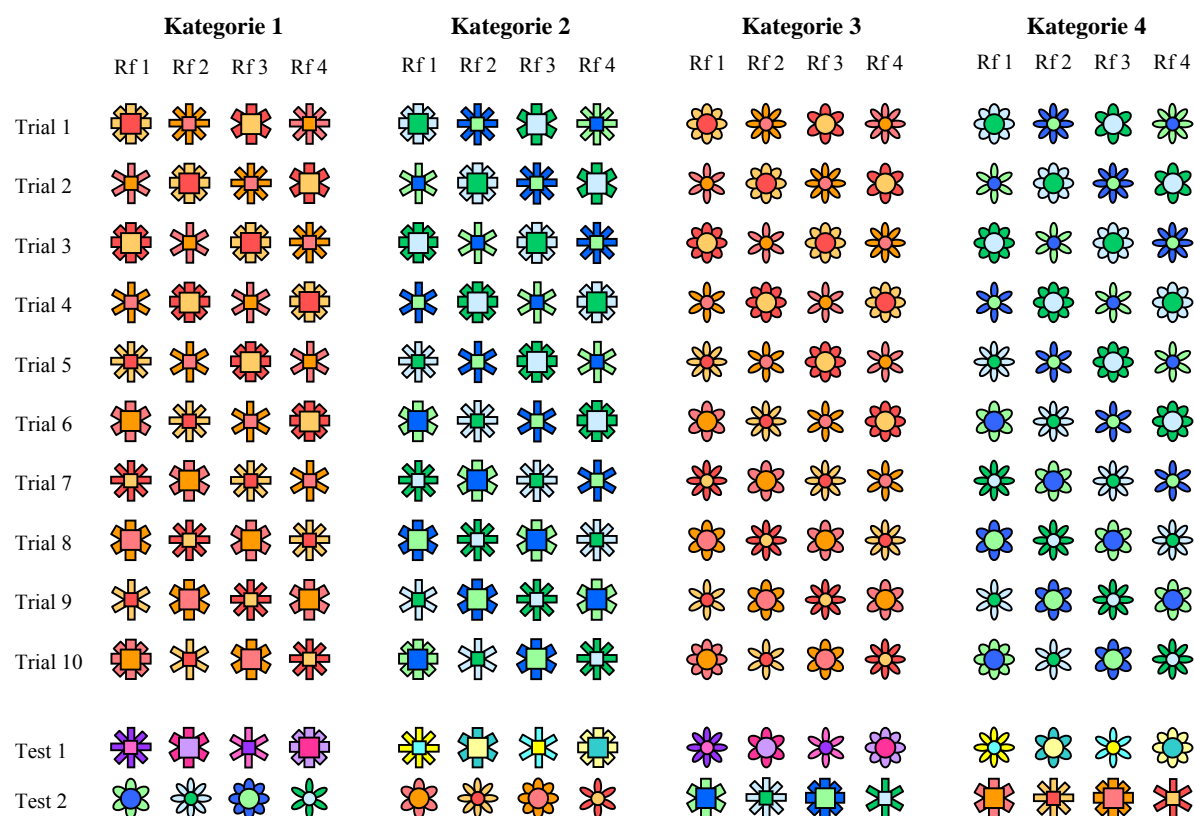 Kategorie 1 Kategorie 2 Kategorie 3 Kategorie 4
Rf 1 Rf 2 Rf 3 Rf 4 Rf 1 Rf 2 Rf 3 Rf 4 Rf 1 Rf 2 Rf 3 Rf 4 Rf 1 Rf 2 Rf 3 Rf 4
Trial 1
Trial 2
Trial 3
Trial 4
Trial 5
Trial 6
Trial 7
Trial 8
Trial 9
Trial 10
Test 1
Test 2